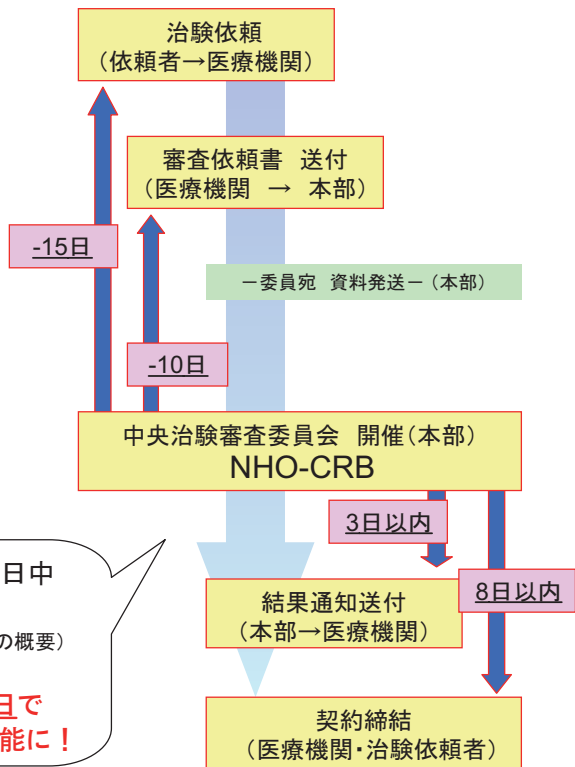 治験依頼
（依頼者→医療機関）
審査依頼書 送付
（医療機関 → 本部）
-15日
－委員宛 資料発送－（本部）
-10日
中央治験審査委員会 開催（本部）
NHO-CRB
3日以内
日中
8日以内
結果通知送付
（本部→医療機関）
の概要）
日で
能に！
契約締結
（医療機関・治験依頼者）